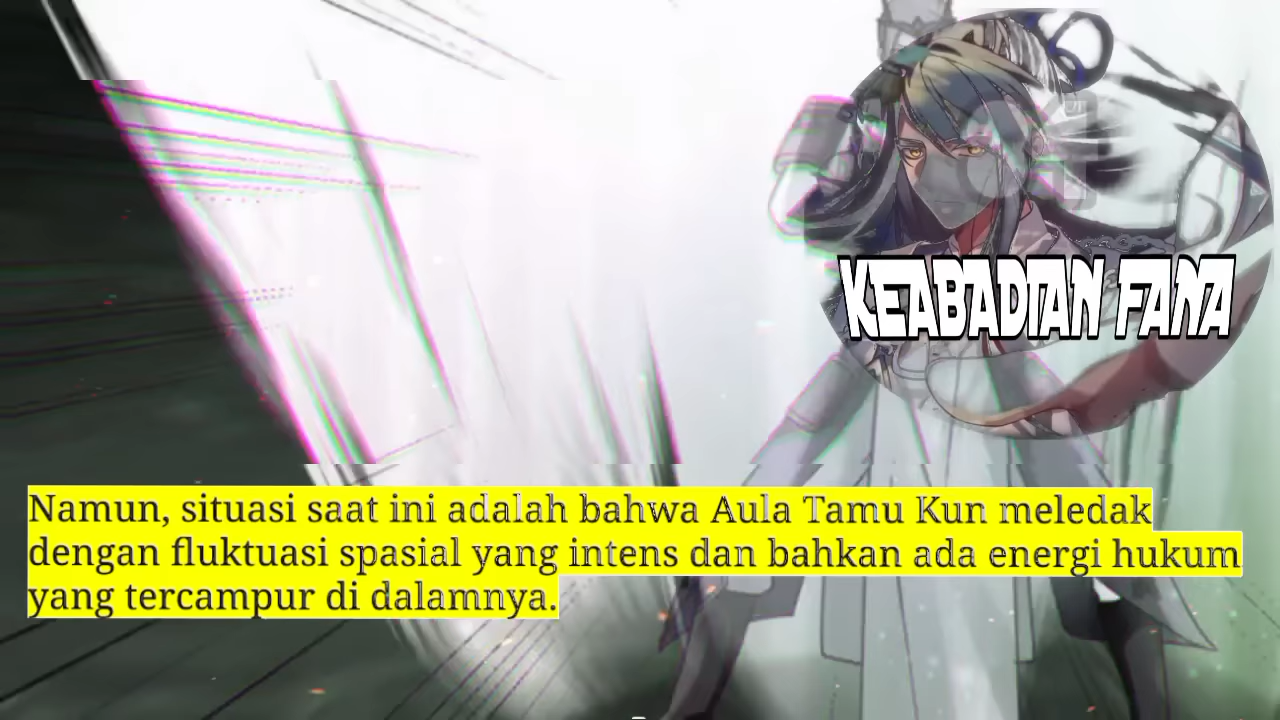 KEABADIAN FANA
Namun, situasi saat ini adalah bahwa Aula Tamu Kun meledak
dengan fluktuasi spasial yang intens dan bahkan ada energi hukum
yang tercampur di dalamnya.